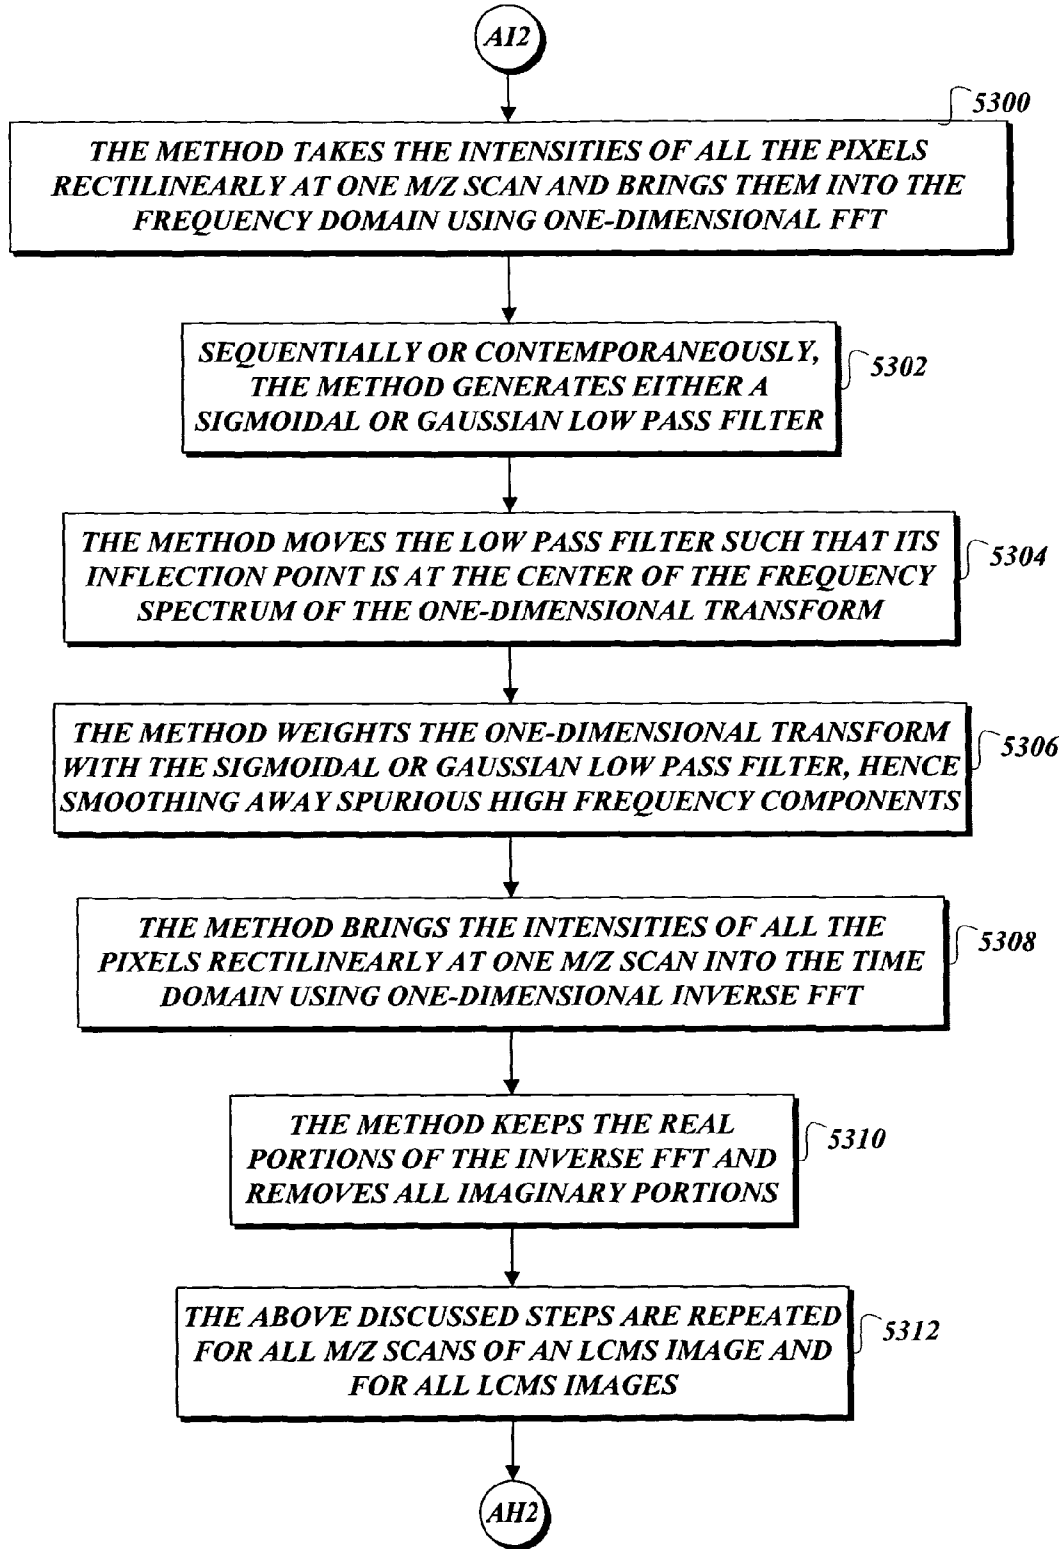 AI2
5300
THE METHOD TAKES THE INTENSITIES OF ALL THE PIXELS
RECTILINEARLY AT ONE M/Z SCAN AND BRINGS THEM INTO THE
FREQUENCY DOMAIN USING ONE-DIMENSIONAL FFT
SEQUENTIALLY OR CONTEMPORANEOUSLY,
THE METHOD GENERATES EITHER A
SIGMOIDAL OR GAUSSIAN LOW PASS FILTER
5302
THE METHOD MOVES THE LOW PASS FILTER SUCH THAT ITS
INFLECTION POINT IS AT THE CENTER OF THE FREQUENCY
SPECTRUM OF THE ONE-DIMENSIONAL TRANSFORM
5304
THE METHOD WEIGHTS THE ONE-DIMENSIONAL TRANSFORM
WITH THE SIGMOIDAL OR GAUSSIAN LOW PASS FILTER, HENCE
SMOOTHING AWAY SPURIOUS HIGH FREQUENCY COMPONENTS
5306
THE METHOD BRINGS THE INTENSITIES OF ALL THE
PIXELS RECTILINEARLY AT ONE M/Z SCAN INTO THE TIME
DOMAIN USING ONE-DIMENSIONAL INVERSE FFT
5308
THE METHOD KEEPS THE REAL
PORTIONS OF THE INVERSE FFT AND
REMOVES ALL IMAGINARY PORTIONS
5310
THE ABOVE DISCUSSED STEPS ARE REPEATED
FOR ALL M/Z SCANS OF AN LCMS IMAGE AND
FOR ALL LCMS IMAGES
5312
AH2